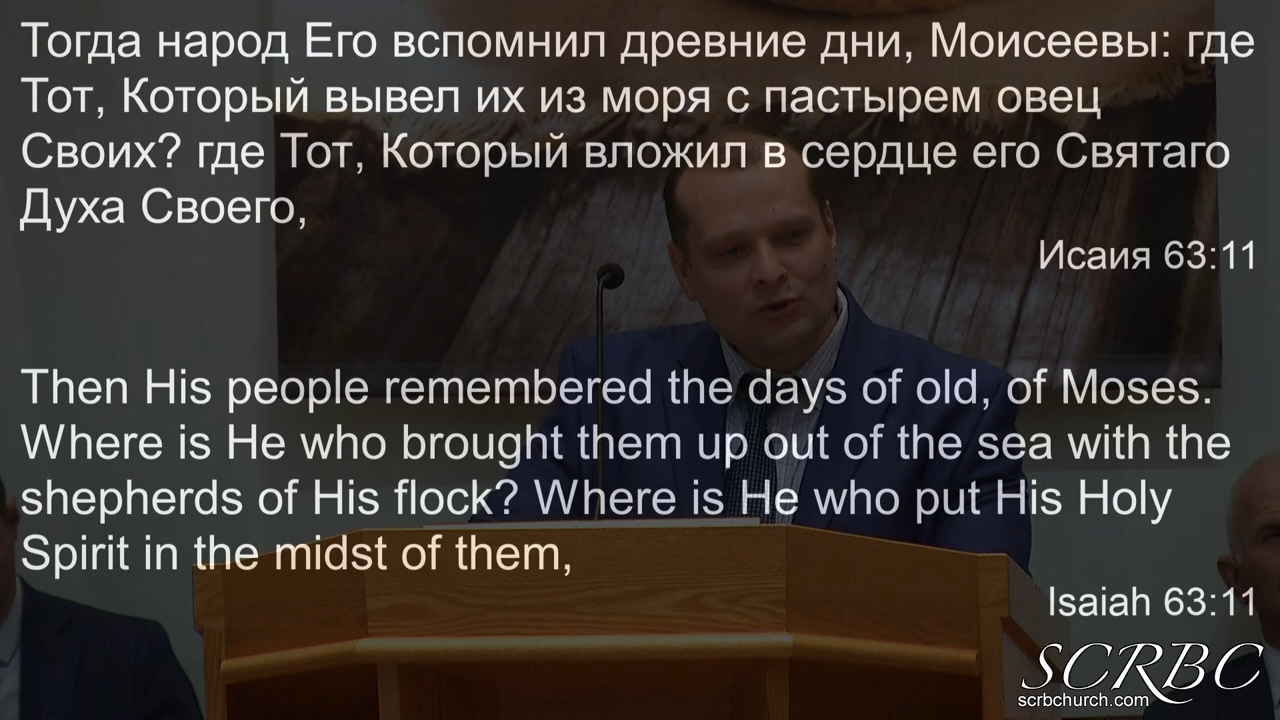 Тогда народ Его вспомнил древние дни, Моисеевы: где
Тот, Который вывел их из моря с пастырем овец
Своих? где Тот, Который вложил в сердце его Святаго
Духа Своего,
Исаия 63:11
Then His people remembered the days of old, of Moses.
Where is He who brought them up out of the sea with the
shepherds of His flock? Where is He who put His Holy
Spirit in the midst of them,
Isaiah 63:11
SCRBC
scrbchurch.com